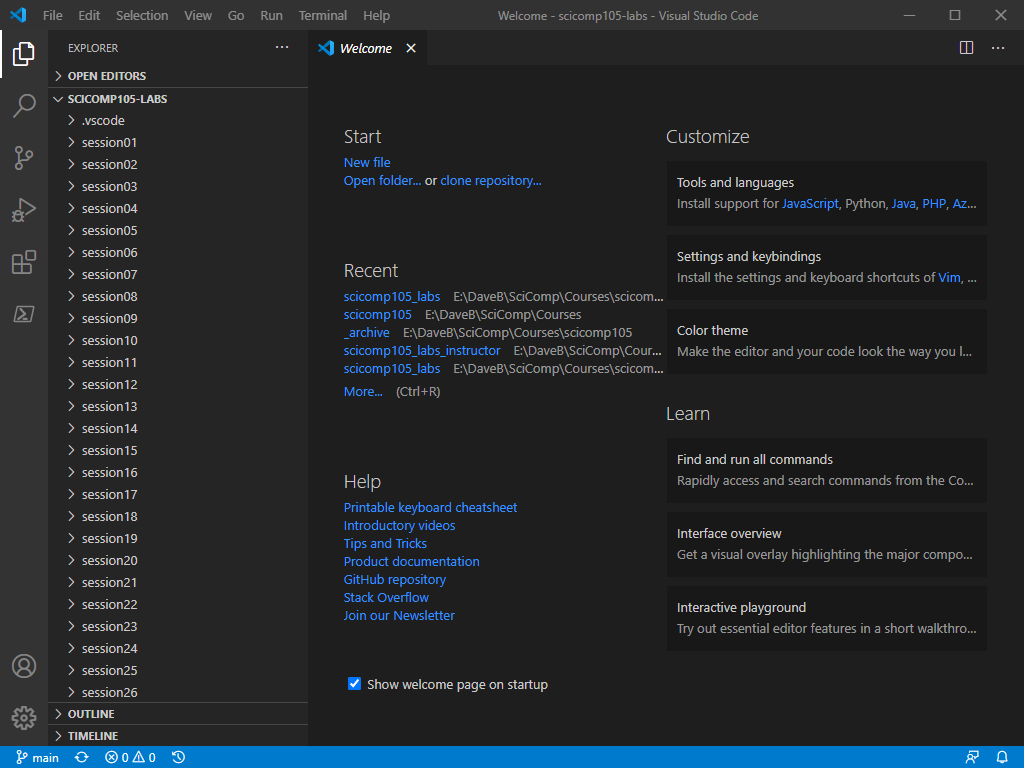 File Edit Selection View Go Run Terminal Help Welcome - scicomp105-labs - Visual Studio Code
EXPLORER
OPEN EDITORS
SCICOMP105-LABS
.vscode
session01
session02
session03
session04
session05
session06
session07
session08
session09
session10
session11
session12
session13
session14
session15
session16
session17
session18
session19
session20
session21
session22
session23
session24
session25
session26
OUTLINE
TIMELINE
Welcome
Start
New file
Open folder... or clone repository...
Recent
scicomp105_labs E:\DaveB\SciComp\Courses\scicom...
scicomp105 E:\DaveB\SciComp\Courses
_archive E:\DaveB\SciComp\Courses\scicomp105
scicomp105_labs_instructor E:\DaveB\SciComp\Cour...
scicomp105_labs E:\DaveB\SciComp\Courses\scicom...
More... (Ctrl+R)
Help
Printable keyboard cheatsheet
Introductory videos
Tips and Tricks
Product documentation
GitHub repository
Stack Overflow
Join our Newsletter
Show welcome page on startup
Customize
Tools and languages
Install support for JavaScript, Python, Java, PHP, Az...
Settings and keybindings
Install the settings and keyboard shortcuts of Vim, ...
Color theme
Make the editor and your code look the way you l...
Learn
Find and run all commands
Rapidly access and search commands from the Co...
Interface overview
Get a visual overlay highlighting the major compo...
Interactive playground
Try out essential editor features in a short walkthro...
main 0 0